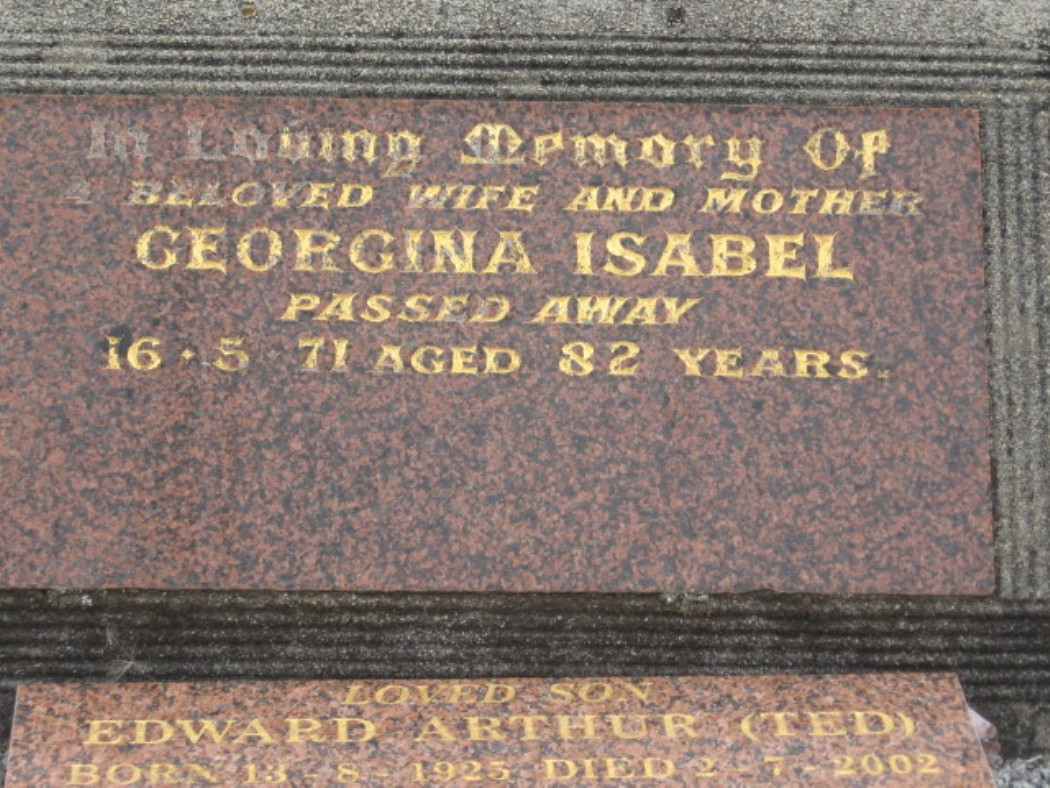 In Loving Memory Of
A BELOVED WIFE AND MOTHER
GEORGINA ISABEL
PASSED AWAY
16 · 5 · 71 AGED 82 YEARS.
LOVED SON
EDWARD ARTHUR (TED)
BORN 13 - 8 - 1925 DIED 2 - 7 - 2002